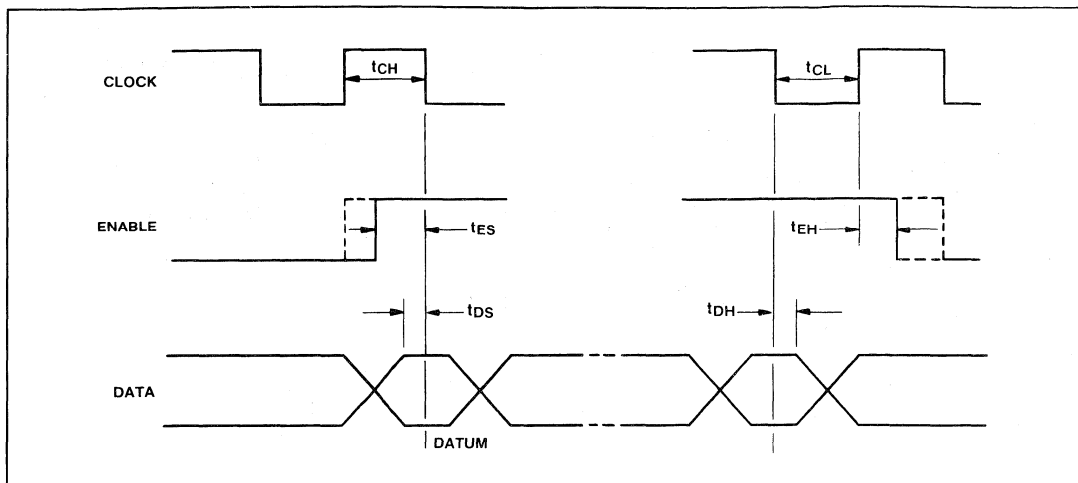 CLOCK
tCH
tCL
ENABLE
tES
tEH
tDS
tDH
DATA
DATUM